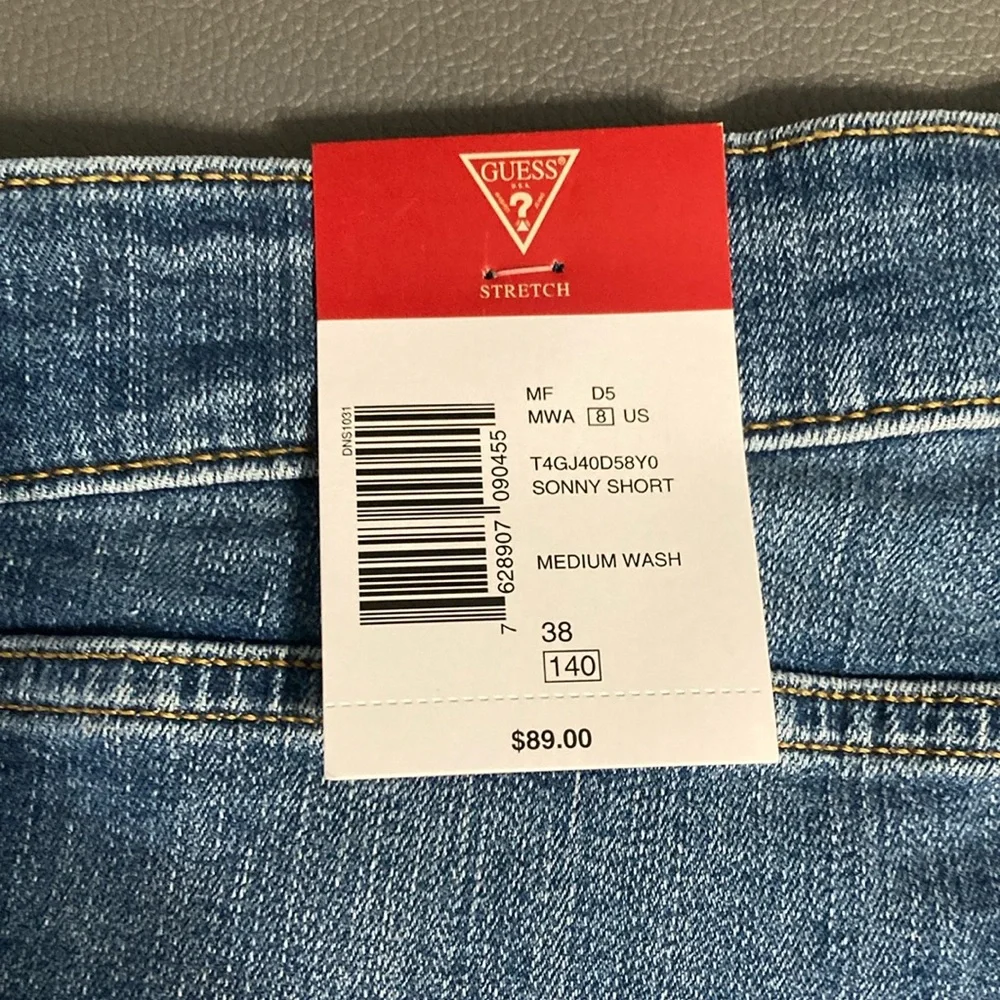 GUESS®
U.S.A.
?
STRETCH
MF D5
MWA 8 US
T4GJ40D58Y0
SONNY SHORT
MEDIUM WASH
38
140
$89.00
DNS1031
7 628907 090455